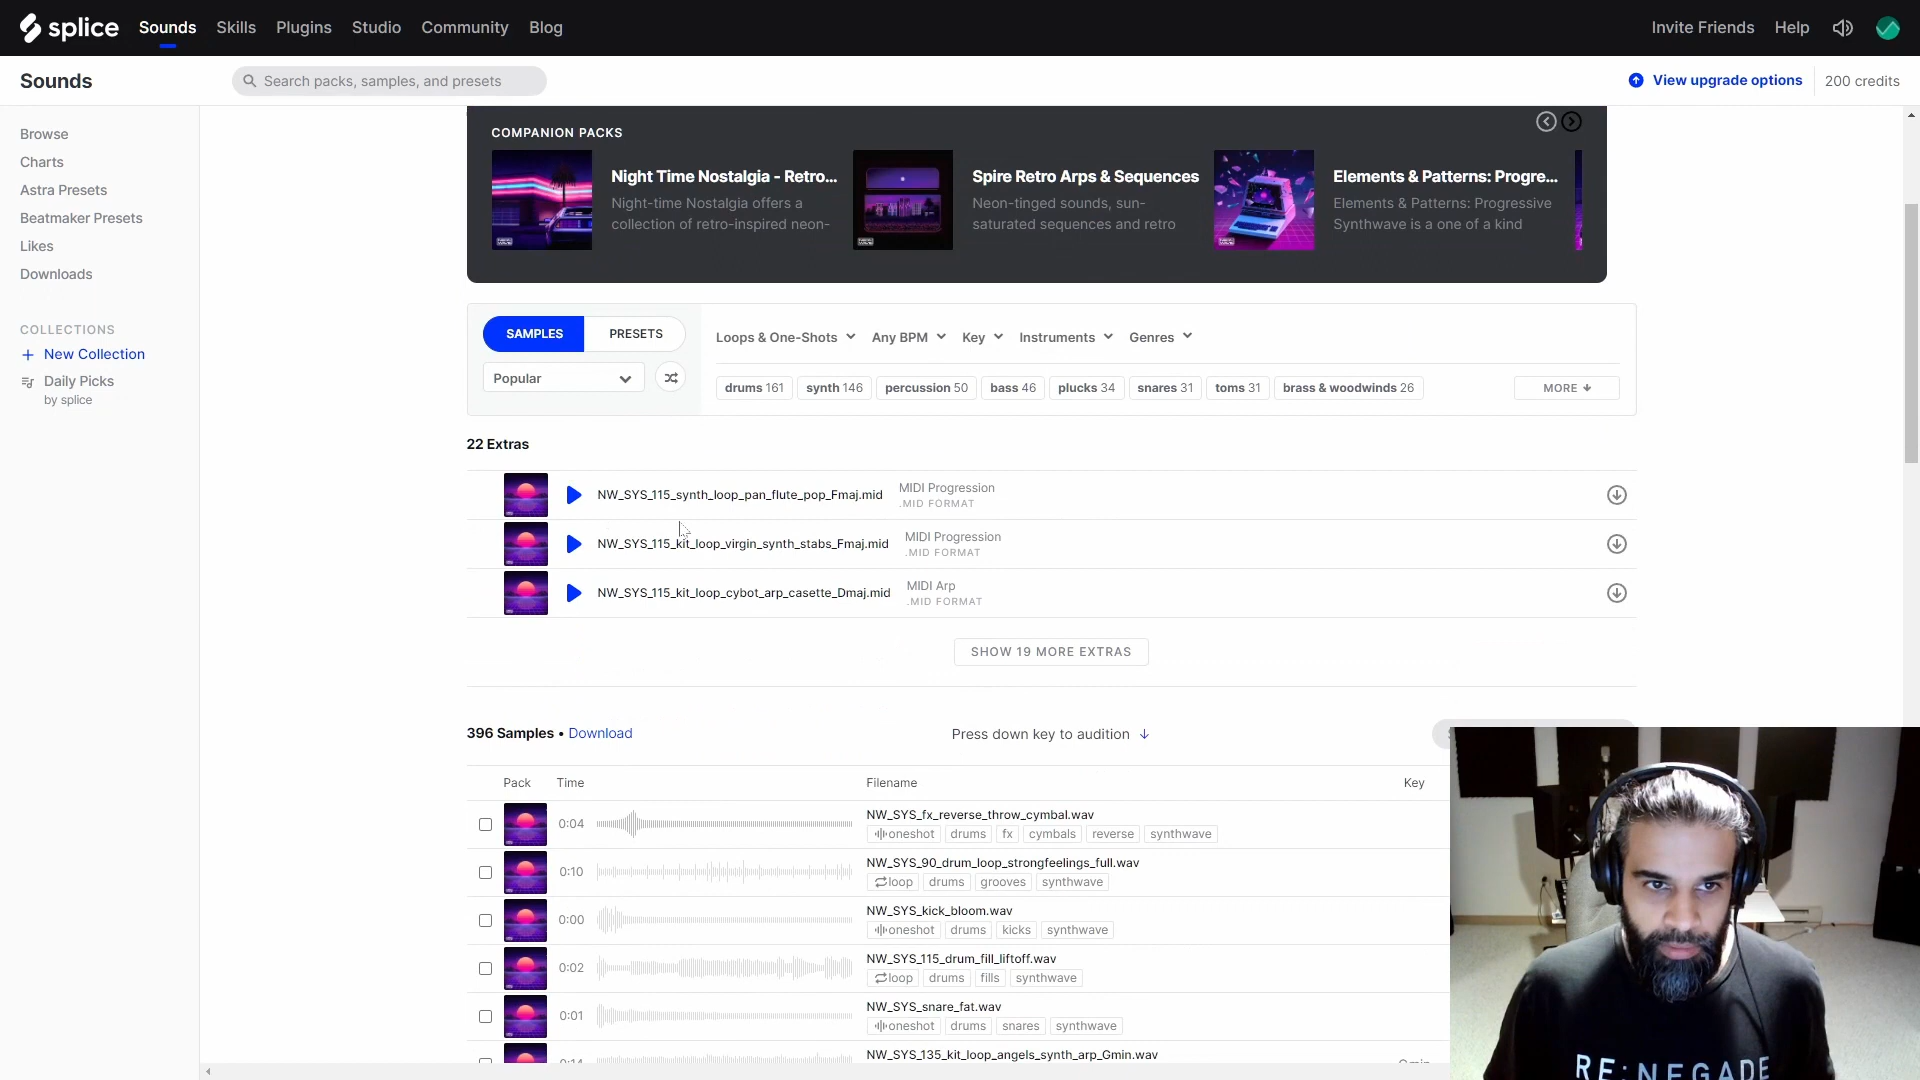 splice
Sounds
Skills
Plugins
Studio
Community
Blog
Invite Friends
Help
Sounds
Search packs, samples, and presets
View upgrade options
200 credits
Browse
Charts
Astra Presets
Beatmaker Presets
Likes
Downloads
COLLECTIONS
New Collection
Daily Picks
by splice
COMPANION PACKS
Night Time Nostalgia - Retro...
Night-time Nostalgia offers a
collection of retro-inspired neon-
Spire Retro Arps & Sequences
Neon-tinged sounds, sun-
saturated sequences and retro
Elements & Patterns: Progre...
Elements & Patterns: Progressive
Synthwave is a one of a kind
SAMPLES
PRESETS
Popular
Loops & One-Shots
Any BPM
Key
Instruments
Genres
drums 161
synth 146
percussion 50
bass 46
plucks 34
snares 31
toms 31
brass & woodwinds 26
MORE
22 Extras
NW_SYS_115_synth_loop_pan_flute_pop_Fmaj.mid
MIDI Progression
.MID FORMAT
NW_SYS_115_kit_loop_virgin_synth_stabs_Fmaj.mid
MIDI Progression
.MID FORMAT
NW_SYS_115_kit_loop_cybot_arp_casette_Dmaj.mid
MIDI Arp
.MID FORMAT
SHOW 19 MORE EXTRAS
396 Samples • Download
Press down key to audition
Pack
Time
Filename
Key
0:04
NW_SYS_fx_reverse_throw_cymbal.wav
oneshot
drums
fx
cymbals
reverse
synthwave
0:10
NW_SYS_90_drum_loop_strongfeelings_full.wav
loop
drums
grooves
synthwave
0:00
NW_SYS_kick_bloom.wav
oneshot
drums
kicks
synthwave
0:02
NW_SYS_115_drum_fill_liftoff.wav
loop
drums
fills
synthwave
0:01
NW_SYS_snare_fat.wav
oneshot
drums
snares
synthwave
0:14
NW_SYS_135_kit_loop_angels_synth_arp_Gmin.wav
Gmin
RE:NEGADE